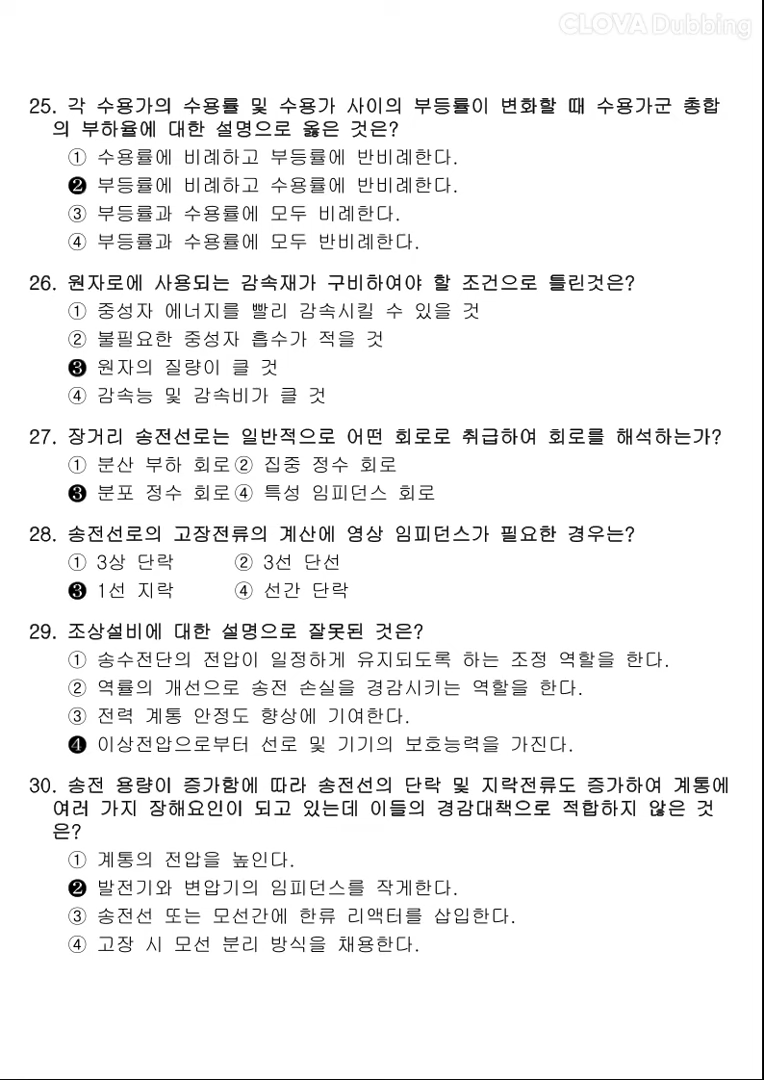 CLOVA Dubbing
25. 각 수용가의 수용률 및 수용가 사이의 부등률이 변화할 때 수용가군 총합
의 부하율에 대한 설명으로 옳은 것은?
① 수용률에 비례하고 부등률에 반비례한다.
❷ 부등률에 비례하고 수용률에 반비례한다.
③ 부등률과 수용률에 모두 비례한다.
④ 부등률과 수용률에 모두 반비례한다.
26. 원자로에 사용되는 감속재가 구비하여야 할 조건으로 틀린것은?
① 중성자 에너지를 빨리 감속시킬 수 있을 것
② 불필요한 중성자 흡수가 적을 것
❸ 원자의 질량이 클 것
④ 감속능 및 감속비가 클 것
27. 장거리 송전선로는 일반적으로 어떤 회로로 취급하여 회로를 해석하는가?
① 분산 부하 회로② 집중 정수 회로
❸ 분포 정수 회로④ 특성 임피던스 회로
28. 송전선로의 고장전류의 계산에 영상 임피던스가 필요한 경우는?
① 3상 단락 ② 3선 단선
❸ 1선 지락 ④ 선간 단락
29. 조상설비에 대한 설명으로 잘못된 것은?
① 송수전단의 전압이 일정하게 유지되도록 하는 조정 역할을 한다.
② 역률의 개선으로 송전 손실을 경감시키는 역할을 한다.
③ 전력 계통 안정도 향상에 기여한다.
❹ 이상전압으로부터 선로 및 기기의 보호능력을 가진다.
30. 송전 용량이 증가함에 따라 송전선의 단락 및 지락전류도 증가하여 계통에
여러 가지 장해요인이 되고 있는데 이들의 경감대책으로 적합하지 않은 것
은?
① 계통의 전압을 높인다.
❷ 발전기와 변압기의 임피던스를 작게한다.
③ 송전선 또는 모선간에 한류 리액터를 삽입한다.
④ 고장 시 모선 분리 방식을 채용한다.